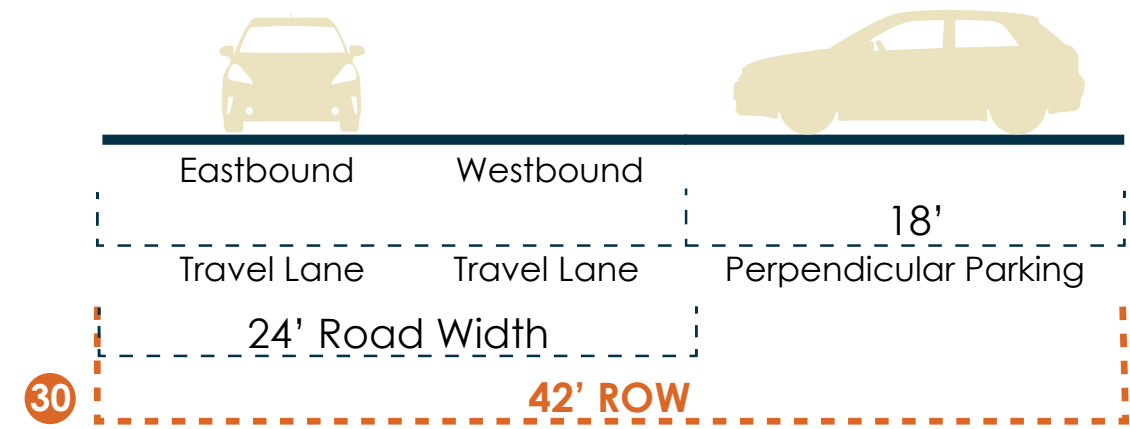 Eastbound Westbound
18’
Travel Lane Travel Lane Perpendicular Parking
24’ Road Width
30 42’ ROW